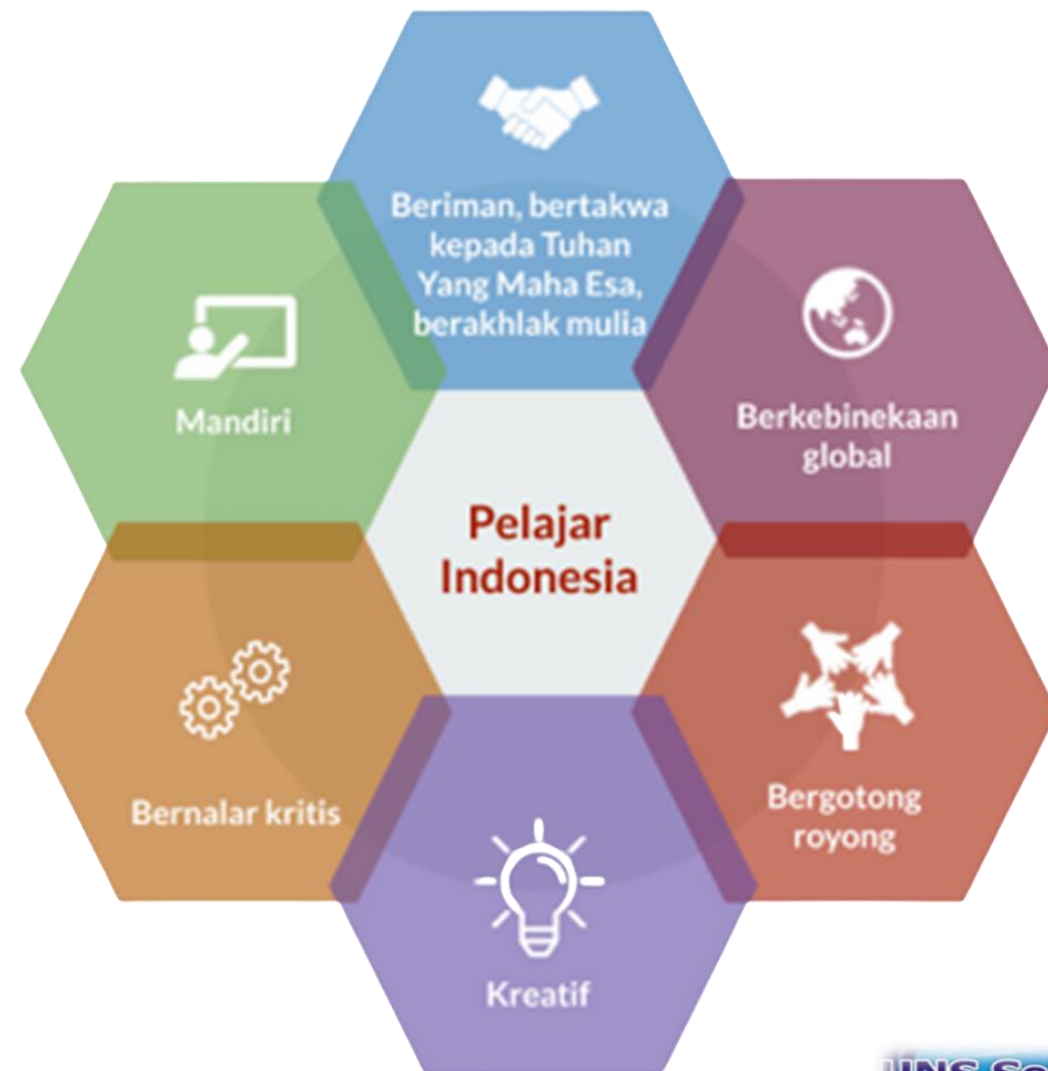 Beriman, bertakwa
kepada Tuhan
Yang Maha Esa,
berakhlak mulia
Berkebinekaan
global
Mandiri
Pelajar
Indonesia
Bernalar kritis
Bergotong
royong
Kreatif
UNS